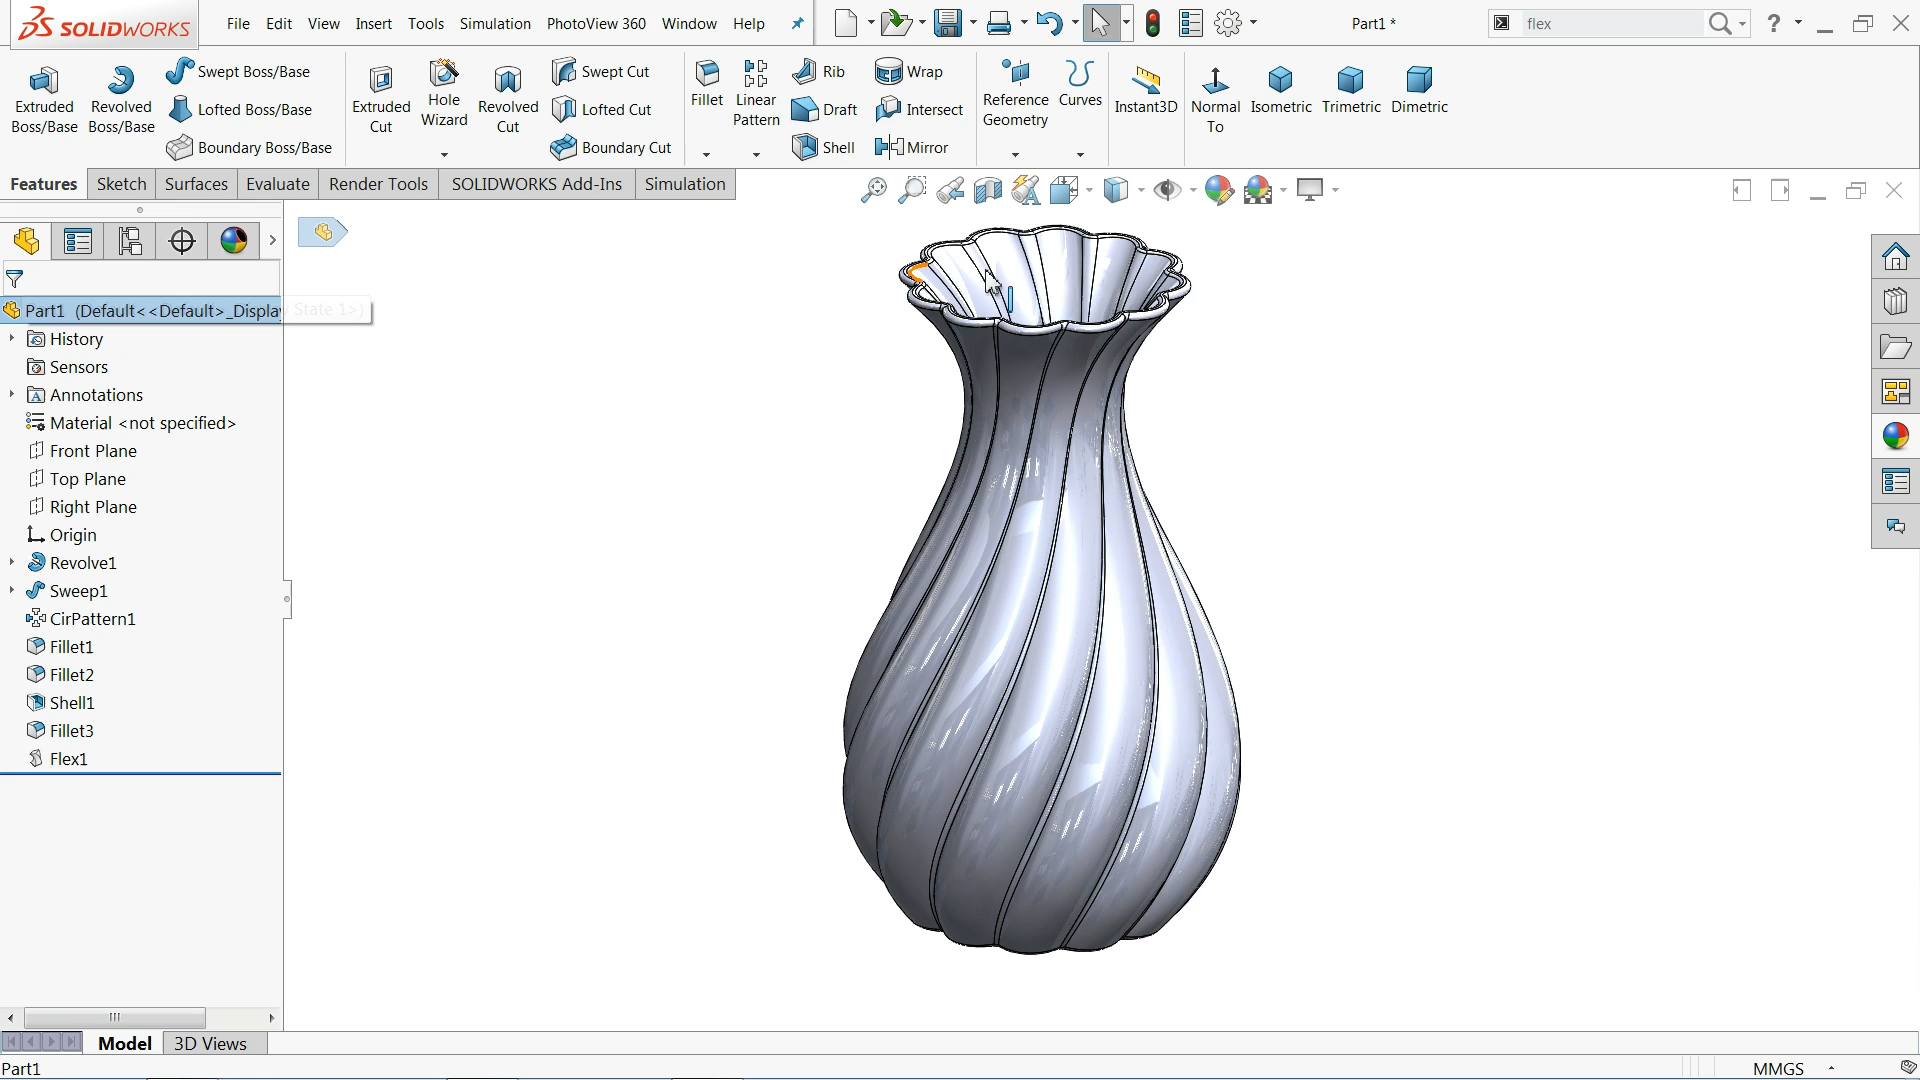 SOLIDWORKS File Edit View Insert Tools Simulation PhotoView 360 Window Help Part1 * flex ?
Extruded Boss/Base
Revolved Boss/Base
Swept Boss/Base
Lofted Boss/Base
Boundary Boss/Base
Extruded Cut
Hole Wizard
Revolved Cut
Swept Cut
Lofted Cut
Boundary Cut
Fillet
Linear Pattern
Rib
Draft
Shell
Wrap
Intersect
Mirror
Reference Geometry
Curves
Instant3D
Normal To
Isometric
Trimetric
Dimetric
Features Sketch Surfaces Evaluate Render Tools SOLIDWORKS Add-Ins Simulation
Part1 (Default<<Default>_Display State 1>)
History
Sensors
Annotations
Material <not specified>
Front Plane
Top Plane
Right Plane
Origin
Revolve1
Sweep1
CirPattern1
Fillet1
Fillet2
Shell1
Fillet3
Flex1
Model 3D Views
Part1 MMGS